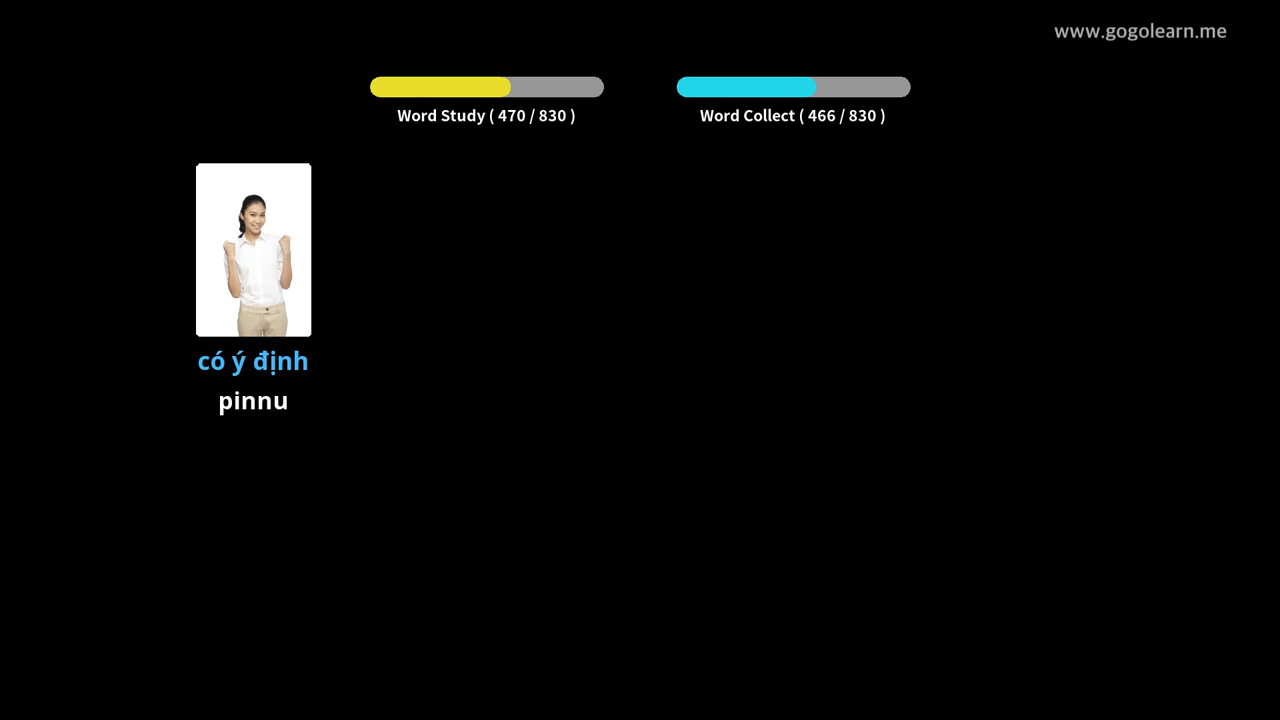 www.gogolearn.me
Word Study ( 470 / 830 )
Word Collect ( 466 / 830 )
có ý định
pinnu